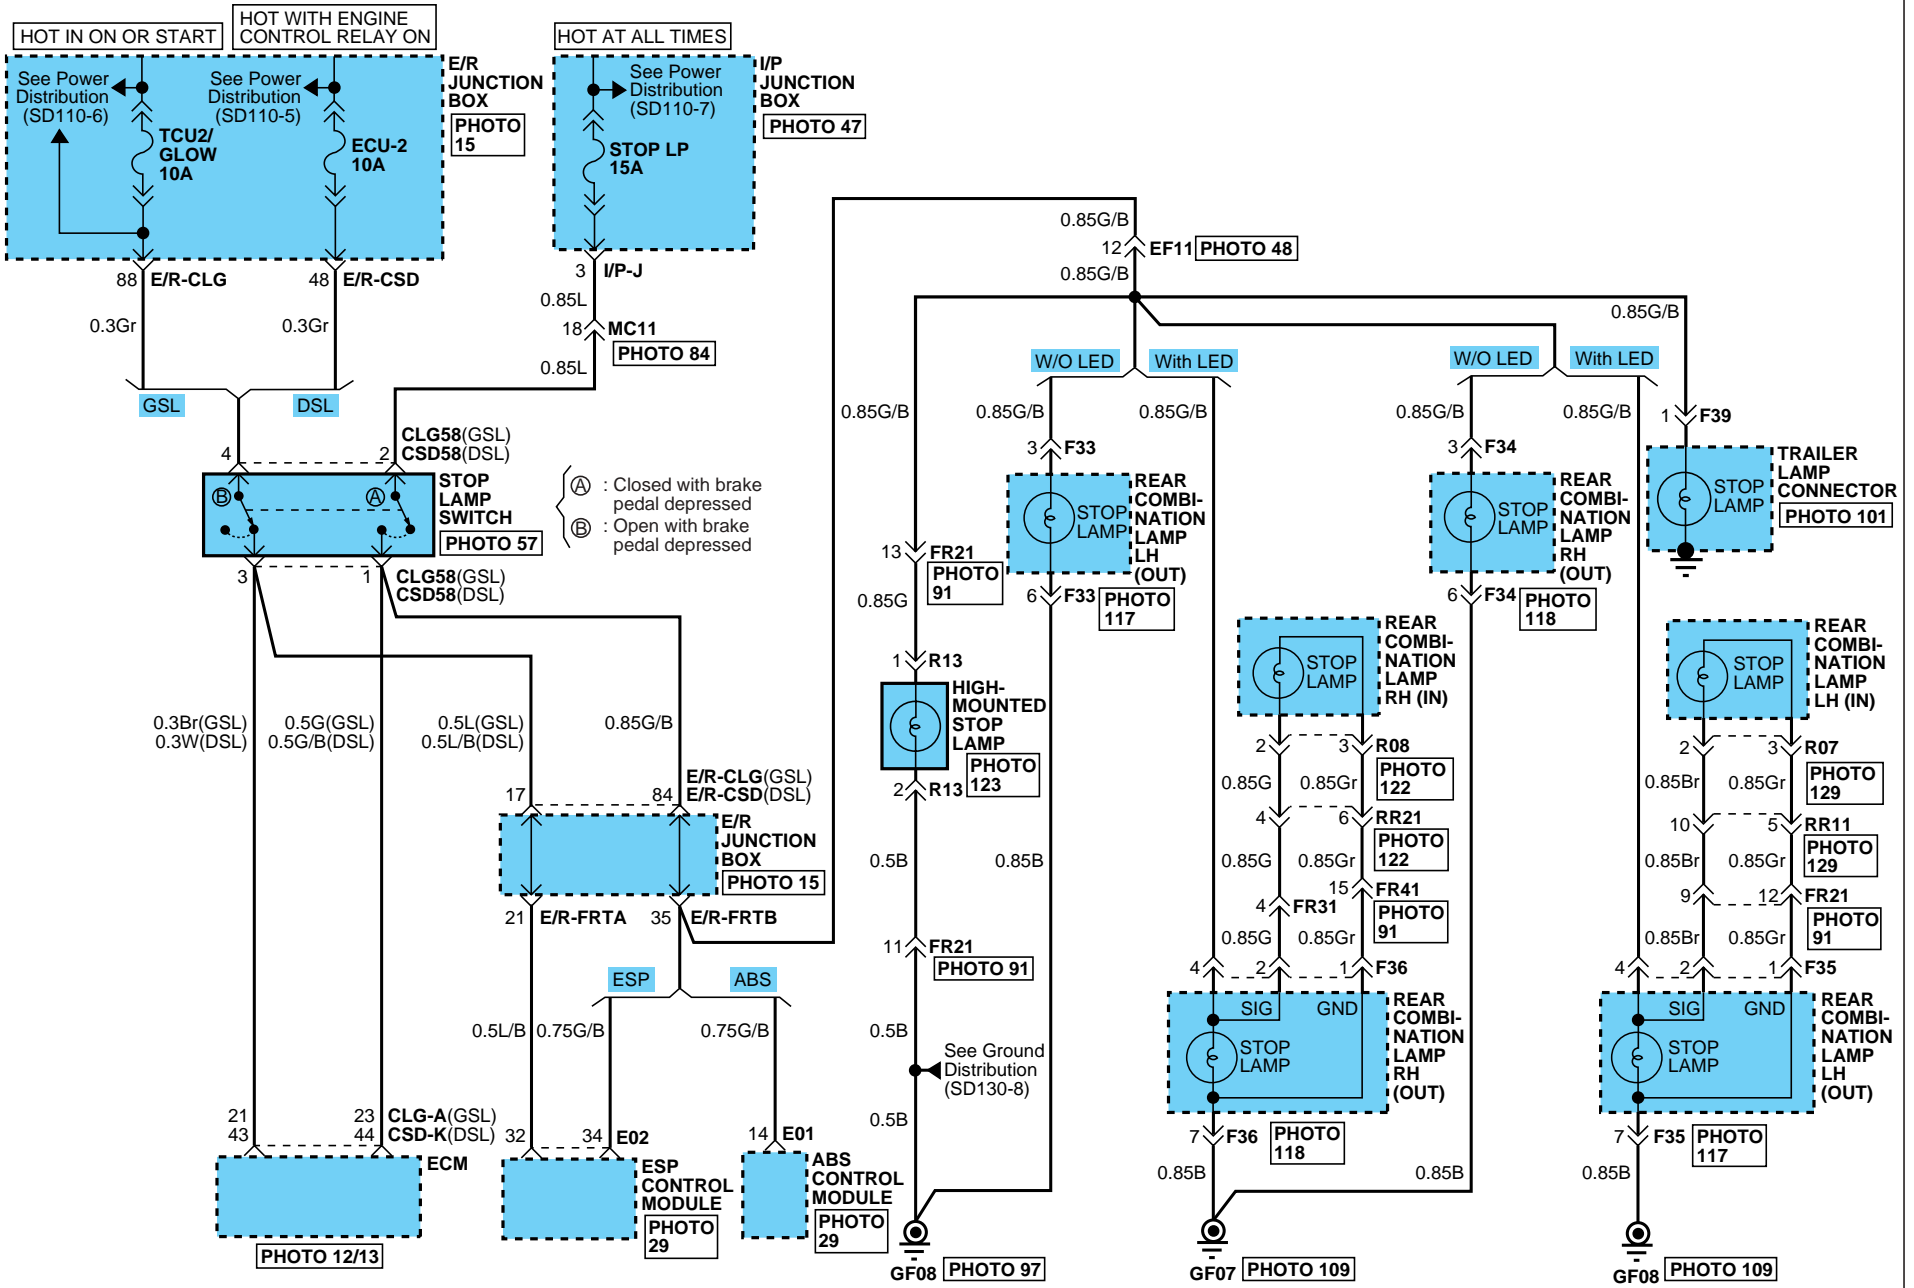 HOT IN ON OR START
HOT WITH ENGINE
CONTROL RELAY ON
HOT AT ALL TIMES
See Power
Distribution
(SD110-6)
TCU2/
GLOW
10A
See Power
Distribution
(SD110-5)
ECU-2
10A
E/R
JUNCTION
BOX
PHOTO
15
See Power
Distribution
(SD110-7)
STOP LP
15A
I/P
JUNCTION
BOX
PHOTO 47
88
E/R-CLG
48
E/R-CSD
3
I/P-J
0.3Gr
0.3Gr
0.85L
18
MC11
PHOTO 84
0.85L
GSL
DSL
4
2
CLG58(GSL)
CSD58(DSL)
B
A
STOP
LAMP
SWITCH
PHOTO 57
A : Closed with brake
pedal depressed
B : Open with brake
pedal depressed
3
1
CLG58(GSL)
CSD58(DSL)
0.3Br(GSL)
0.3W(DSL)
0.5G(GSL)
0.5G/B(DSL)
0.5L(GSL)
0.5L/B(DSL)
0.85G/B
17
84
E/R-CLG(GSL)
E/R-CSD(DSL)
E/R
JUNCTION
BOX
PHOTO 15
21
E/R-FRTA
35
E/R-FRTB
ESP
ABS
0.5L/B
0.75G/B
0.75G/B
21
43
23
44
CLG-A(GSL)
CSD-K(DSL)
ECM
PHOTO 12/13
32
34
E02
ESP
CONTROL
MODULE
PHOTO
29
14
E01
ABS
CONTROL
MODULE
PHOTO
29
0.85G/B
12
EF11
PHOTO 48
0.85G/B
0.85G/B
W/O LED
With LED
W/O LED
With LED
0.85G/B
0.85G/B
0.85G/B
0.85G/B
0.85G/B
1
F39
3
F33
3
F34
STOP
LAMP
REAR
COMBI-
NATION
LAMP
LH
(OUT)
STOP
LAMP
REAR
COMBI-
NATION
LAMP
RH
(OUT)
STOP
LAMP
TRAILER
LAMP
CONNECTOR
PHOTO 101
13
FR21
PHOTO
91
0.85G
6
F33
PHOTO
117
6
F34
PHOTO
118
1
R13
HIGH-
MOUNTED
STOP
LAMP
PHOTO
123
2
R13
0.5B
0.85B
11
FR21
PHOTO 91
0.5B
See Ground
Distribution
(SD130-8)
0.5B
GF08
PHOTO 97
STOP
LAMP
REAR
COMBI-
NATION
LAMP
RH (IN)
2
3
R08
PHOTO
122
0.85G
0.85Gr
4
6
RR21
PHOTO
122
0.85G
0.85Gr
15
FR41
PHOTO
91
4
FR31
0.85G
0.85Gr
4
2
1
F36
SIG
GND
STOP
LAMP
REAR
COMBI-
NATION
LAMP
RH
(OUT)
7
F36
PHOTO
118
0.85B
0.85B
GF07
PHOTO 109
STOP
LAMP
REAR
COMBI-
NATION
LAMP
LH (IN)
2
3
R07
PHOTO
129
0.85Br
0.85Gr
10
5
RR11
PHOTO
129
0.85Br
0.85Gr
9
12
FR21
PHOTO
91
0.85Br
0.85Gr
4
2
1
F35
SIG
GND
STOP
LAMP
REAR
COMBI-
NATION
LAMP
LH
(OUT)
7
F35
PHOTO
117
0.85B
GF08
PHOTO 109